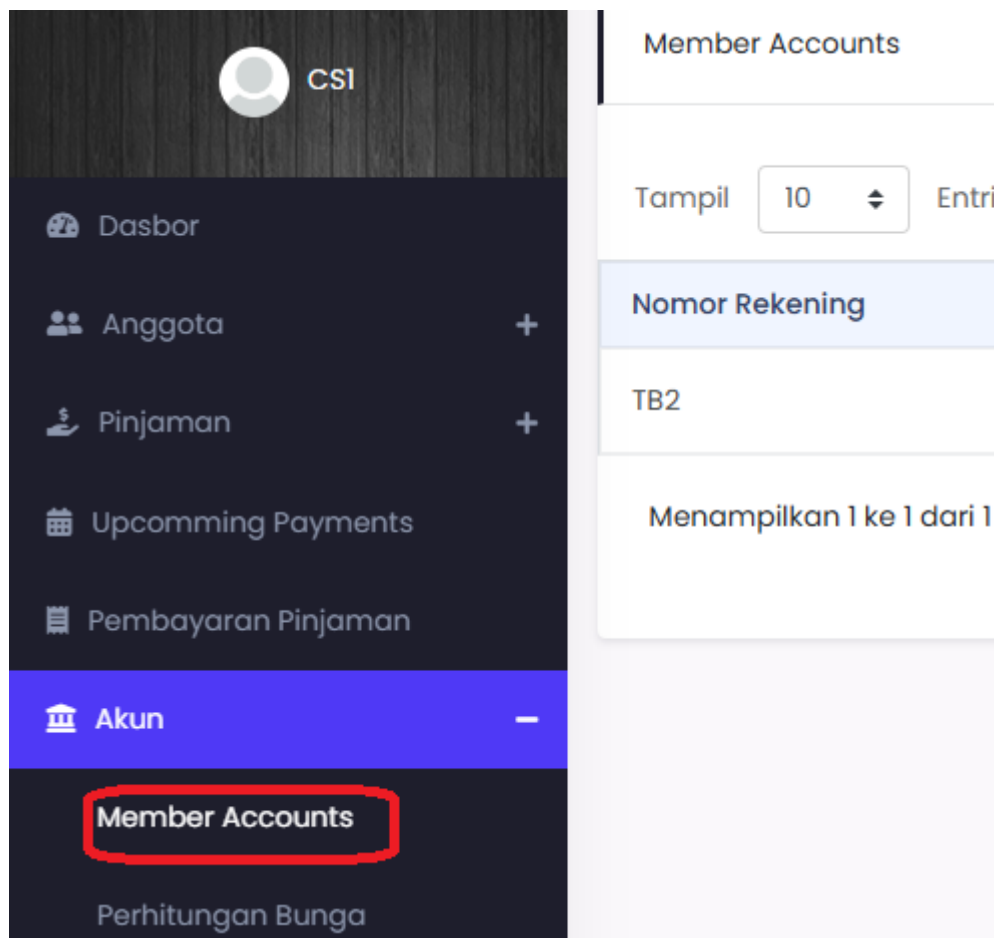 CS1
Dasbor
Anggota
Pinjaman
Upcomming Payments
Pembayaran Pinjaman
Akun
Member Accounts
Perhitungan Bunga
Member Accounts
Tampil 10 Entri
Nomor Rekening
TB2
Menampilkan 1 ke 1 dari 1